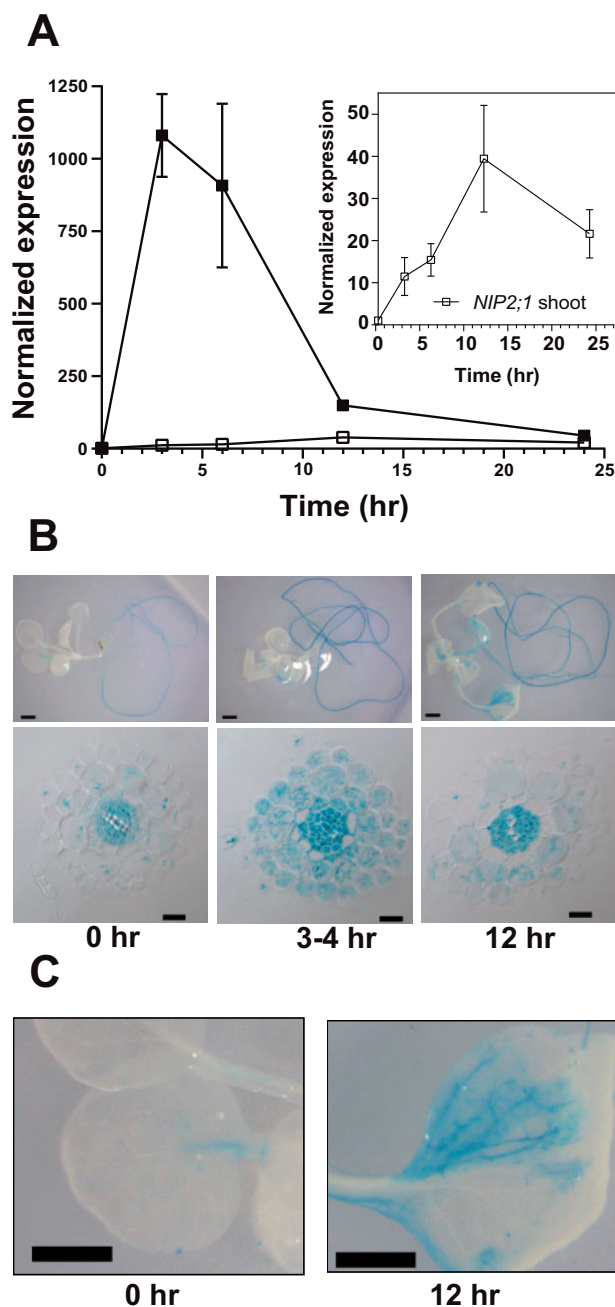 A
Normalized expression
1250
1000
750
500
250
0
0 5 10 15 20 25
Time (hr)
Normalized expression
50
40
30
20
10
0
0 5 10 15 20 25
NIP2;1 shoot
Time (hr)
B
0 hr
3-4 hr
12 hr
C
0 hr
12 hr